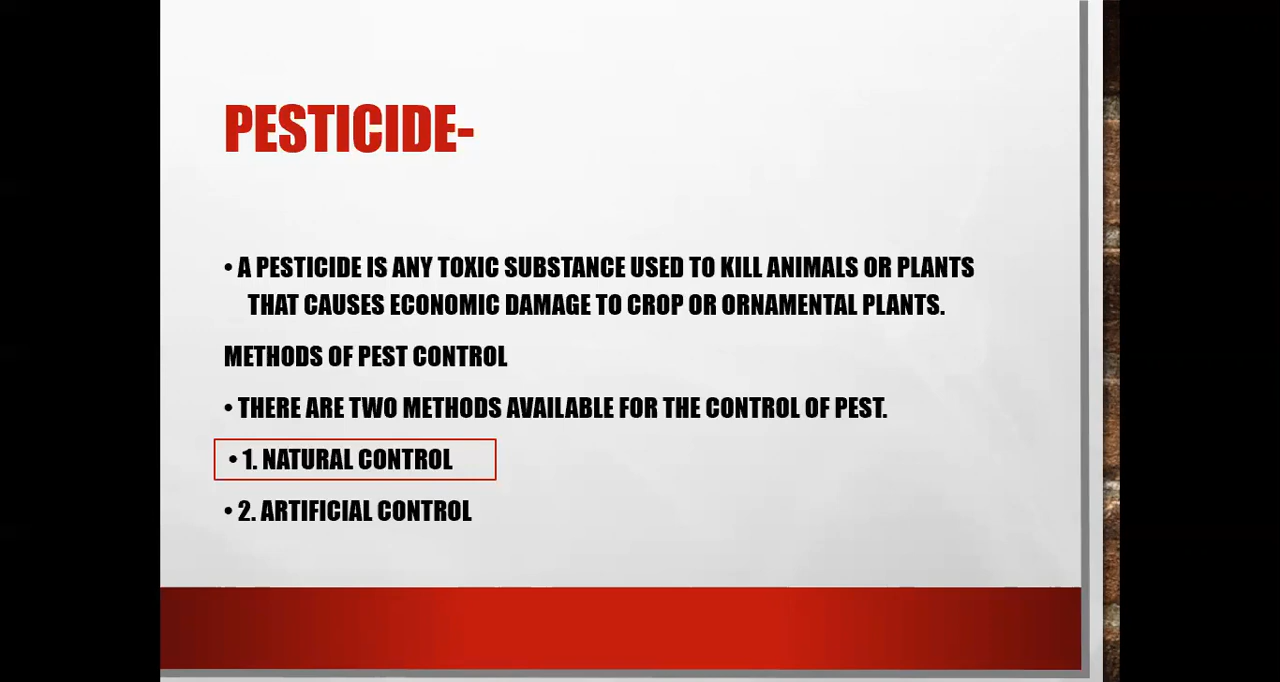 PESTICIDE-
• A PESTICIDE IS ANY TOXIC SUBSTANCE USED TO KILL ANIMALS OR PLANTS
THAT CAUSES ECONOMIC DAMAGE TO CROP OR ORNAMENTAL PLANTS.
METHODS OF PEST CONTROL
• THERE ARE TWO METHODS AVAILABLE FOR THE CONTROL OF PEST.
• 1. NATURAL CONTROL
• 2. ARTIFICIAL CONTROL